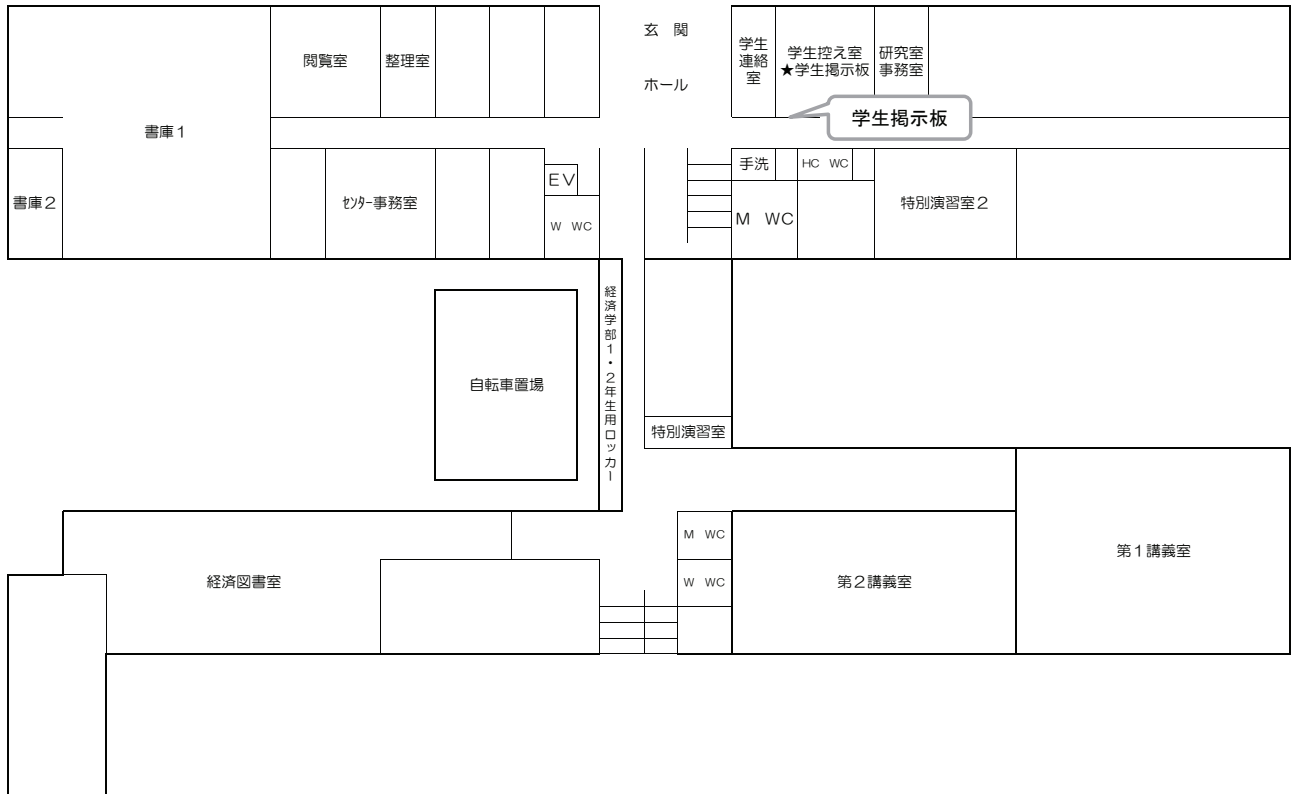 玄 関
ホール
閲覧室
整理室
学生
連絡
室
学生控え室
★学生掲示板
研究室
事務室
学生掲示板
書庫1
書庫2
センター事務室
EV
W WC
手洗
HC WC
M WC
特別演習室2
経済学部1・2年生用ロッカー
自転車置場
特別演習室
M WC
W WC
経済図書室
第2講義室
第1講義室